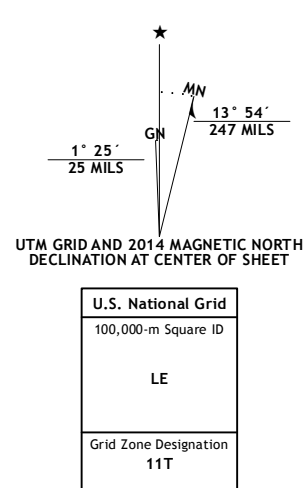 ★
MN
13° 54´
247 MILS
GN
1° 25´
25 MILS
UTM GRID AND 2014 MAGNETIC NORTH
DECLINATION AT CENTER OF SHEET
U.S. National Grid
100,000-m Square ID
LE
Grid Zone Designation
11T